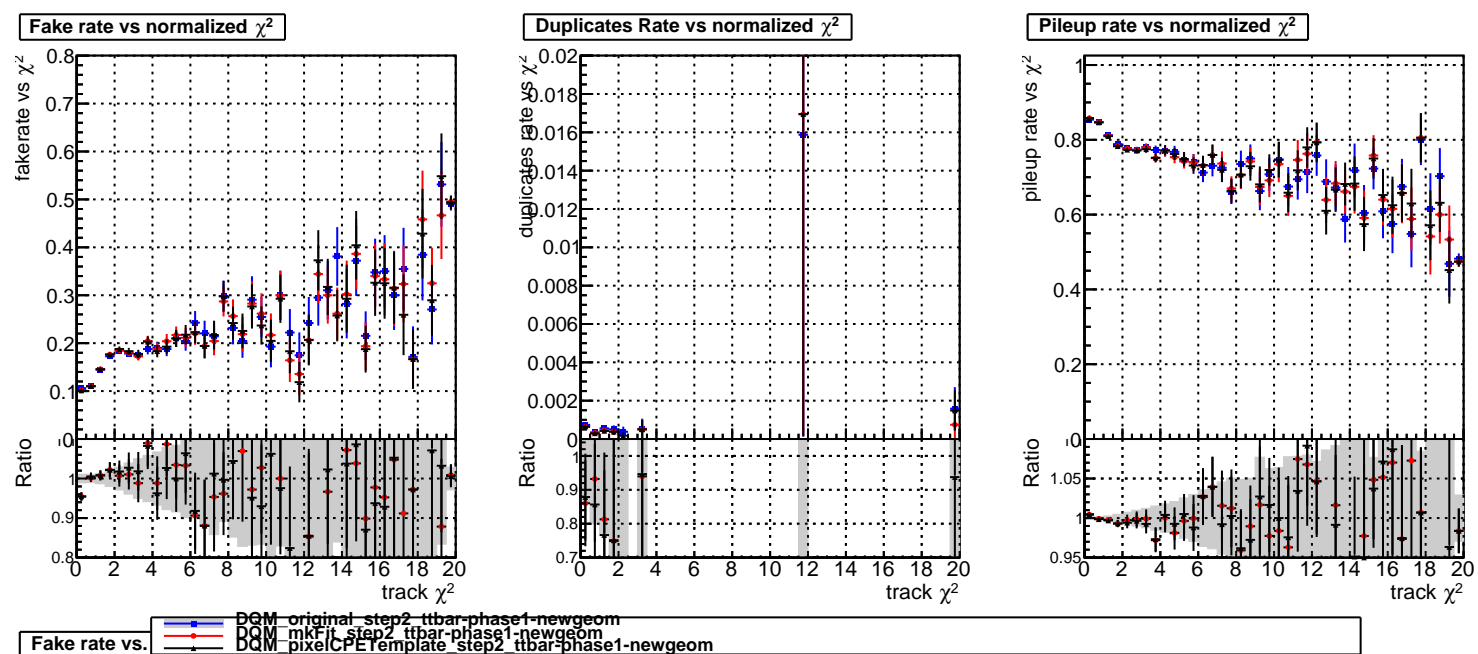 Fake rate vs normalized χ²
Duplicates Rate vs normalized χ²
Pileup rate vs normalized χ²
fakerate vs χ²
0.8
0.7
0.6
0.5
0.4
0.3
0.2
0.1
0
Ratio
1
0.9
0.8
0 2 4 6 8 10 12 14 16 18 20
track χ²
duplicates rate vs χ²
0.02
0.018
0.016
0.014
0.012
0.01
0.008
0.006
0.004
0.002
0
Ratio
0.9
0.8
0.7
0 2 4 6 8 10 12 14 16 18 20
track χ²
pileup rate vs χ²
1
0.8
0.6
0.4
0.2
0
Ratio
1.05
1
0.95
0 2 4 6 8 10 12 14 16 18 20
track χ²
DQM_original_step2_ttbar-phase1-newgeom
DQM_mkFit_step2_ttbar-phase1-newgeom
DQM_pixelCPETemplate_step2_ttbar-phase1-newgeom
Fake rate vs.